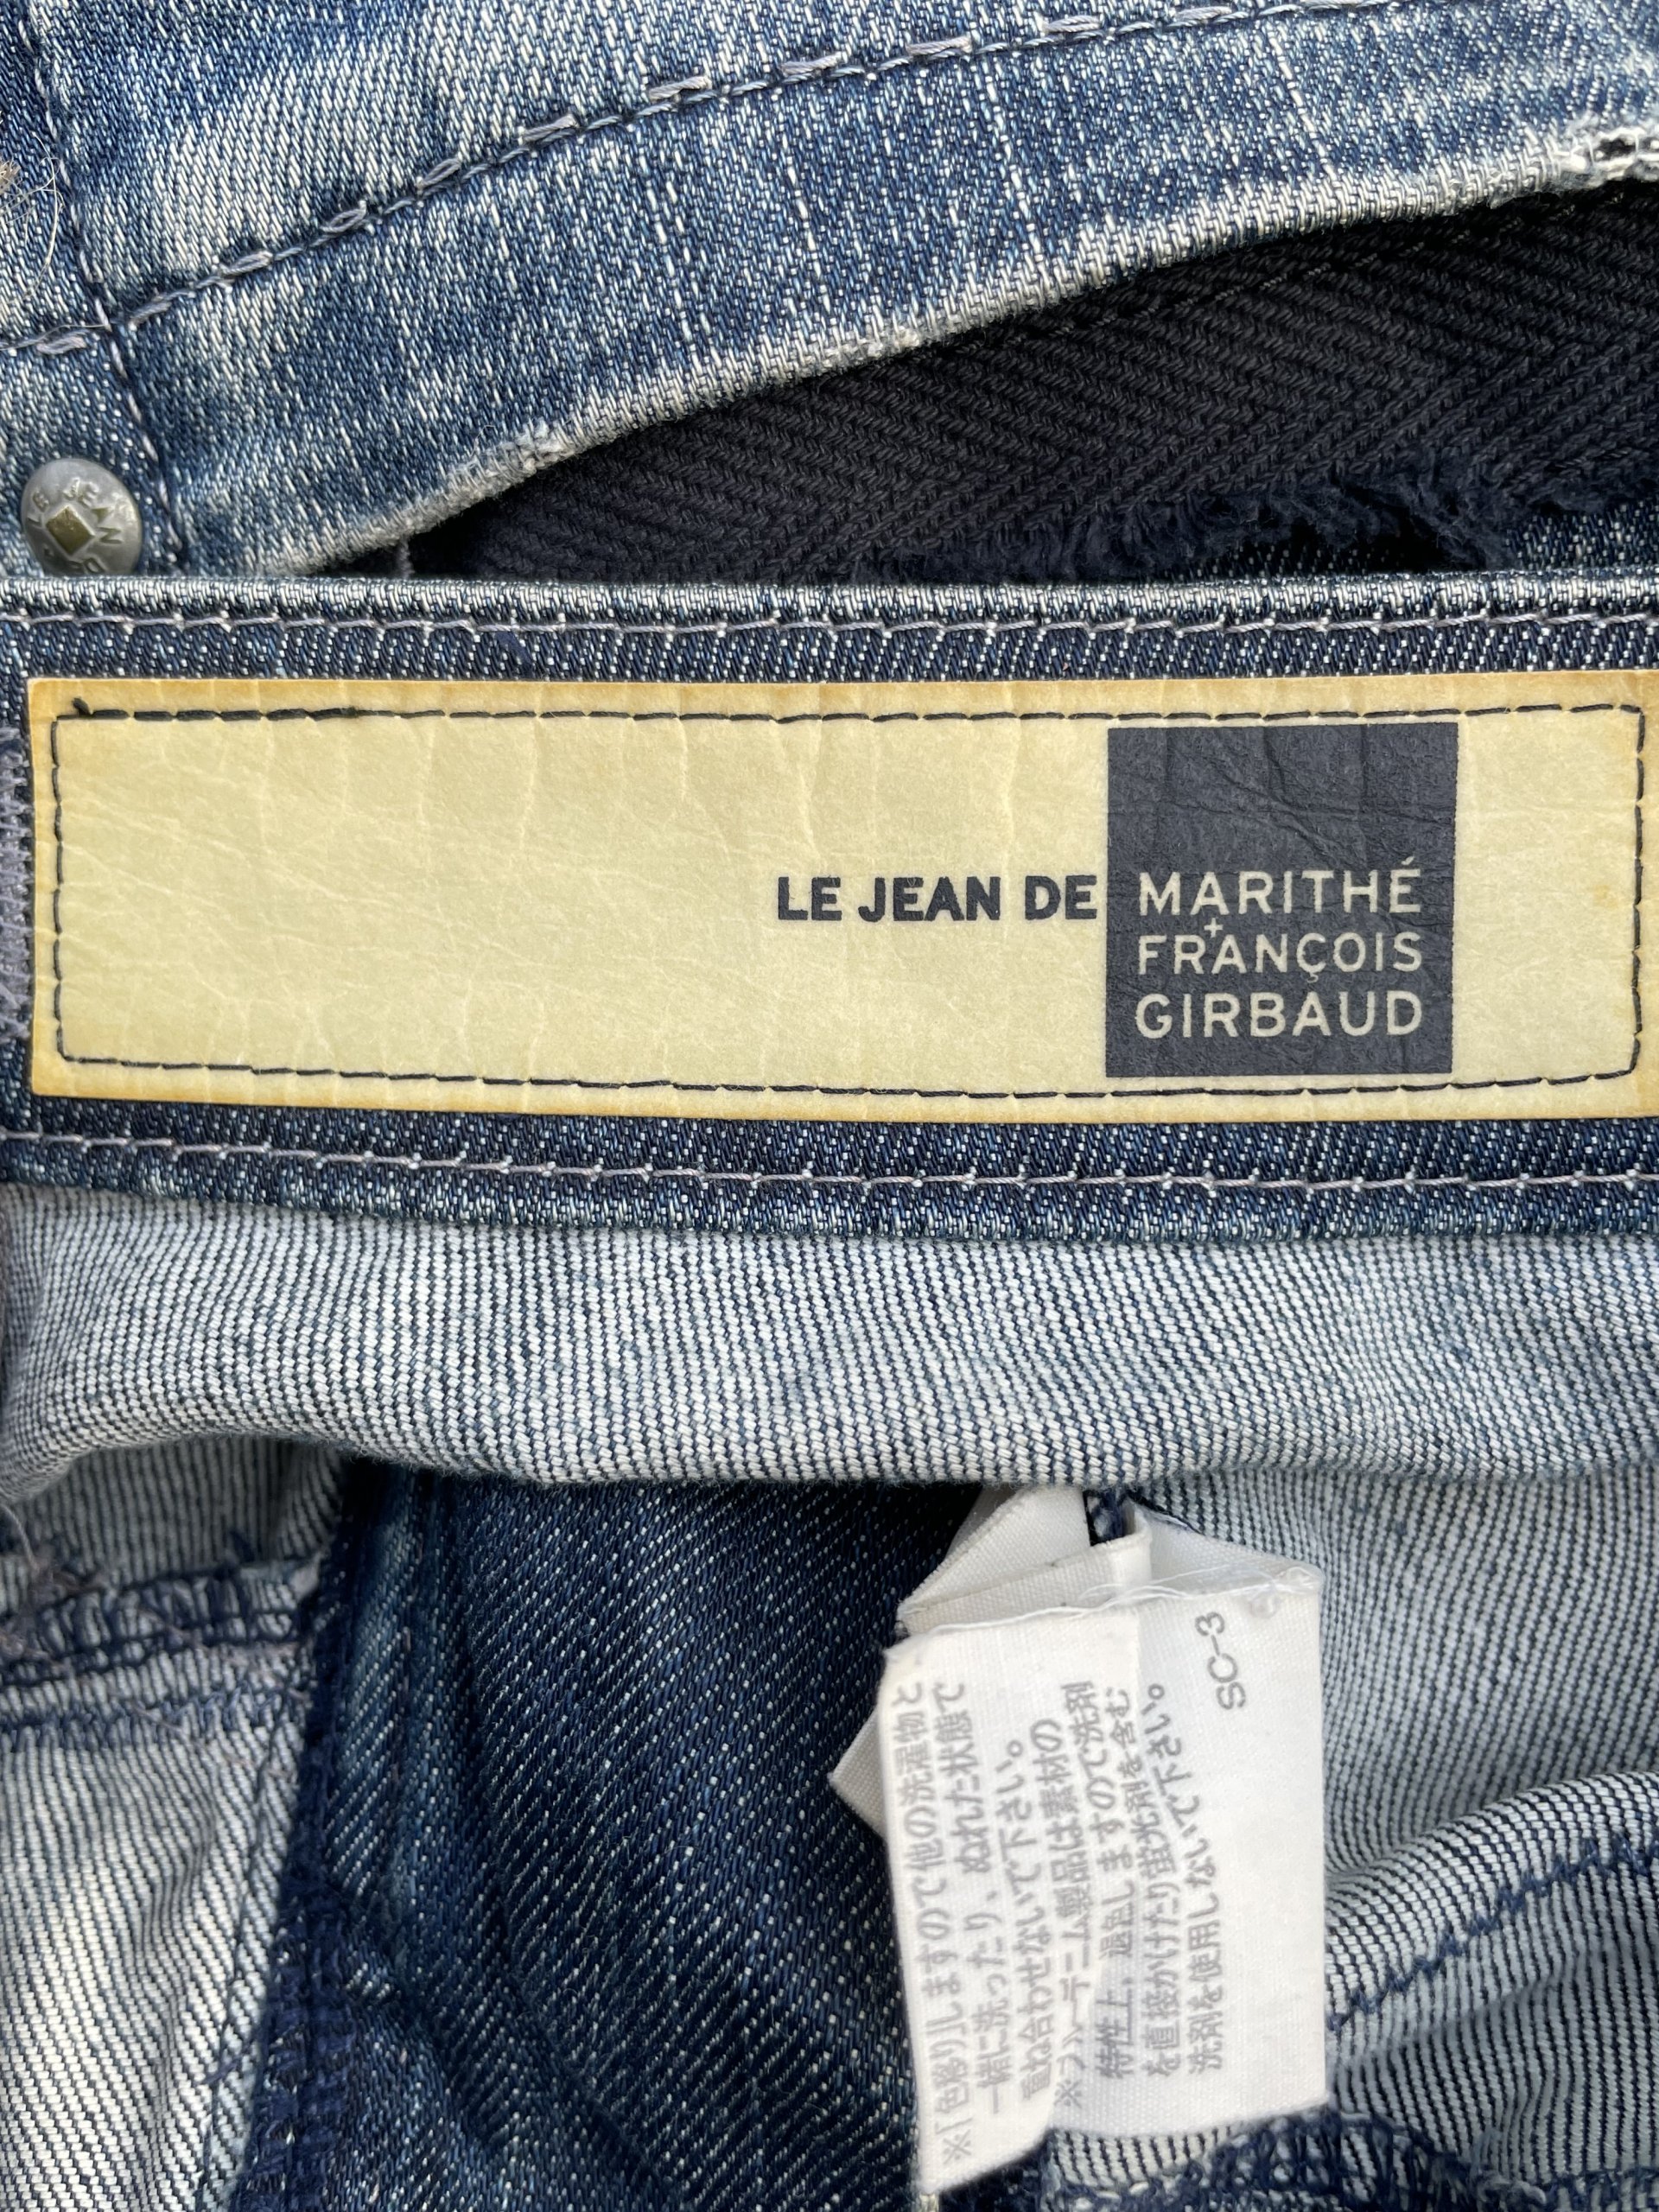 LE JEAN D
LE JEAN DE
MARITHÉ
+
FRANÇOIS
GIRBAUD
SC-3
色移りしますので他の洗濯物と
一緒に洗ったり、ぬれた状態で
重ね合わせないで下さい。
※ブルーデニム製品は素材の
特性上、退色しますので洗剤
を直接かけたり蛍光剤を含む
洗剤を使用しないで下さい。